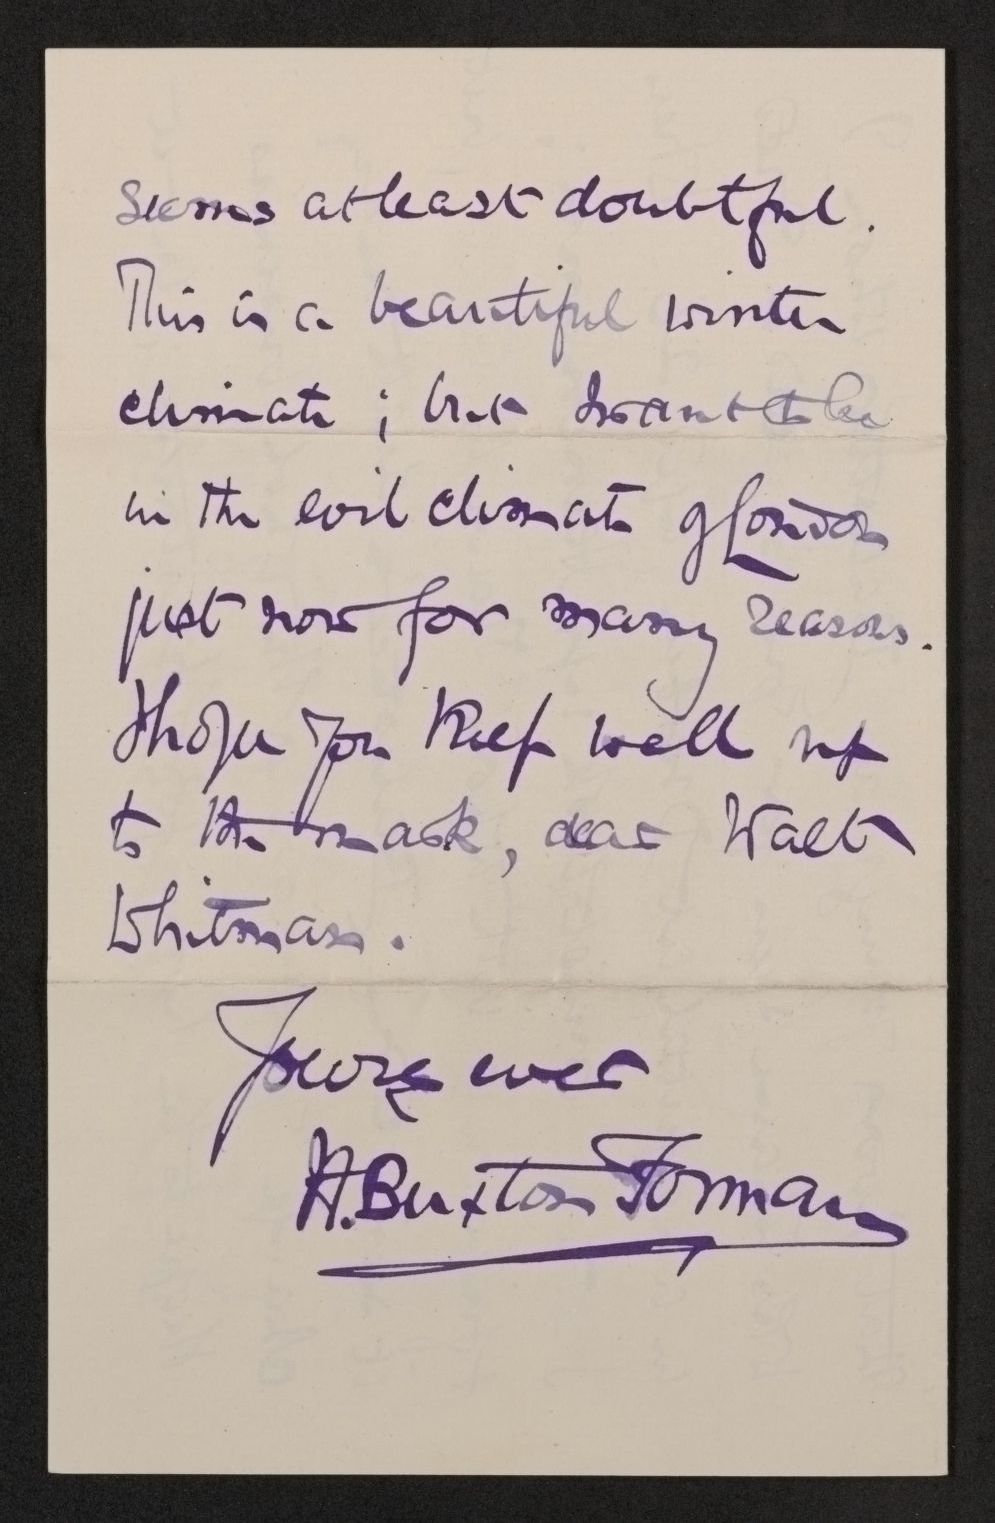 seems at least doubtful.
This is a beautiful winter
climate; but I want to be
in the evil climate of London
just now for many reasons.
I hope you keep well up
to the mark, dear Walt
Whitman.
Yours ever
H. Buxton Forman